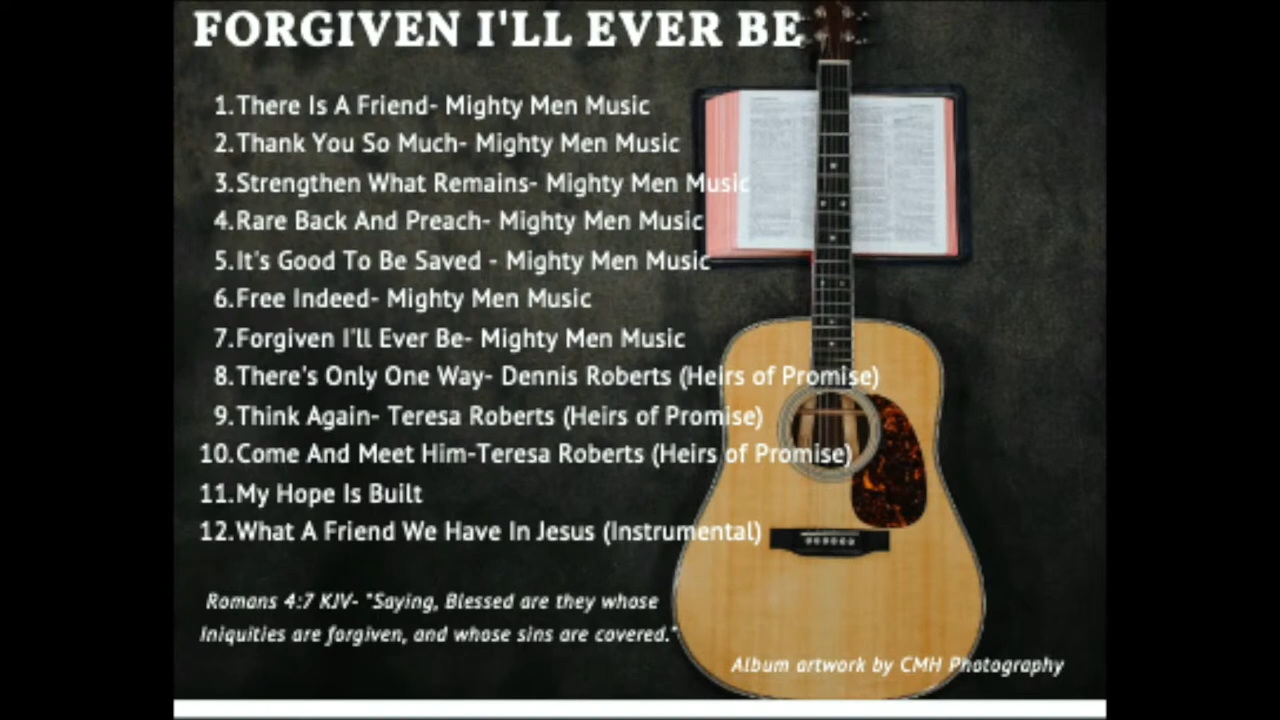 FORGIVEN I'LL EVER BE
1. There Is A Friend- Mighty Men Music
2. Thank You So Much- Mighty Men Music
3. Strengthen What Remains- Mighty Men Music
4. Rare Back And Preach- Mighty Men Music
5. It's Good To Be Saved - Mighty Men Music
6. Free Indeed- Mighty Men Music
7. Forgiven I'll Ever Be- Mighty Men Music
8. There's Only One Way- Dennis Roberts (Heirs of Promise)
9. Think Again- Teresa Roberts (Heirs of Promise)
10. Come And Meet Him-Teresa Roberts (Heirs of Promise)
11. My Hope Is Built
12. What A Friend We Have In Jesus (Instrumental)
Romans 4:7 KJV- "Saying, Blessed are they whose
Iniquities are forgiven, and whose sins are covered."
Album artwork by CMH Photography